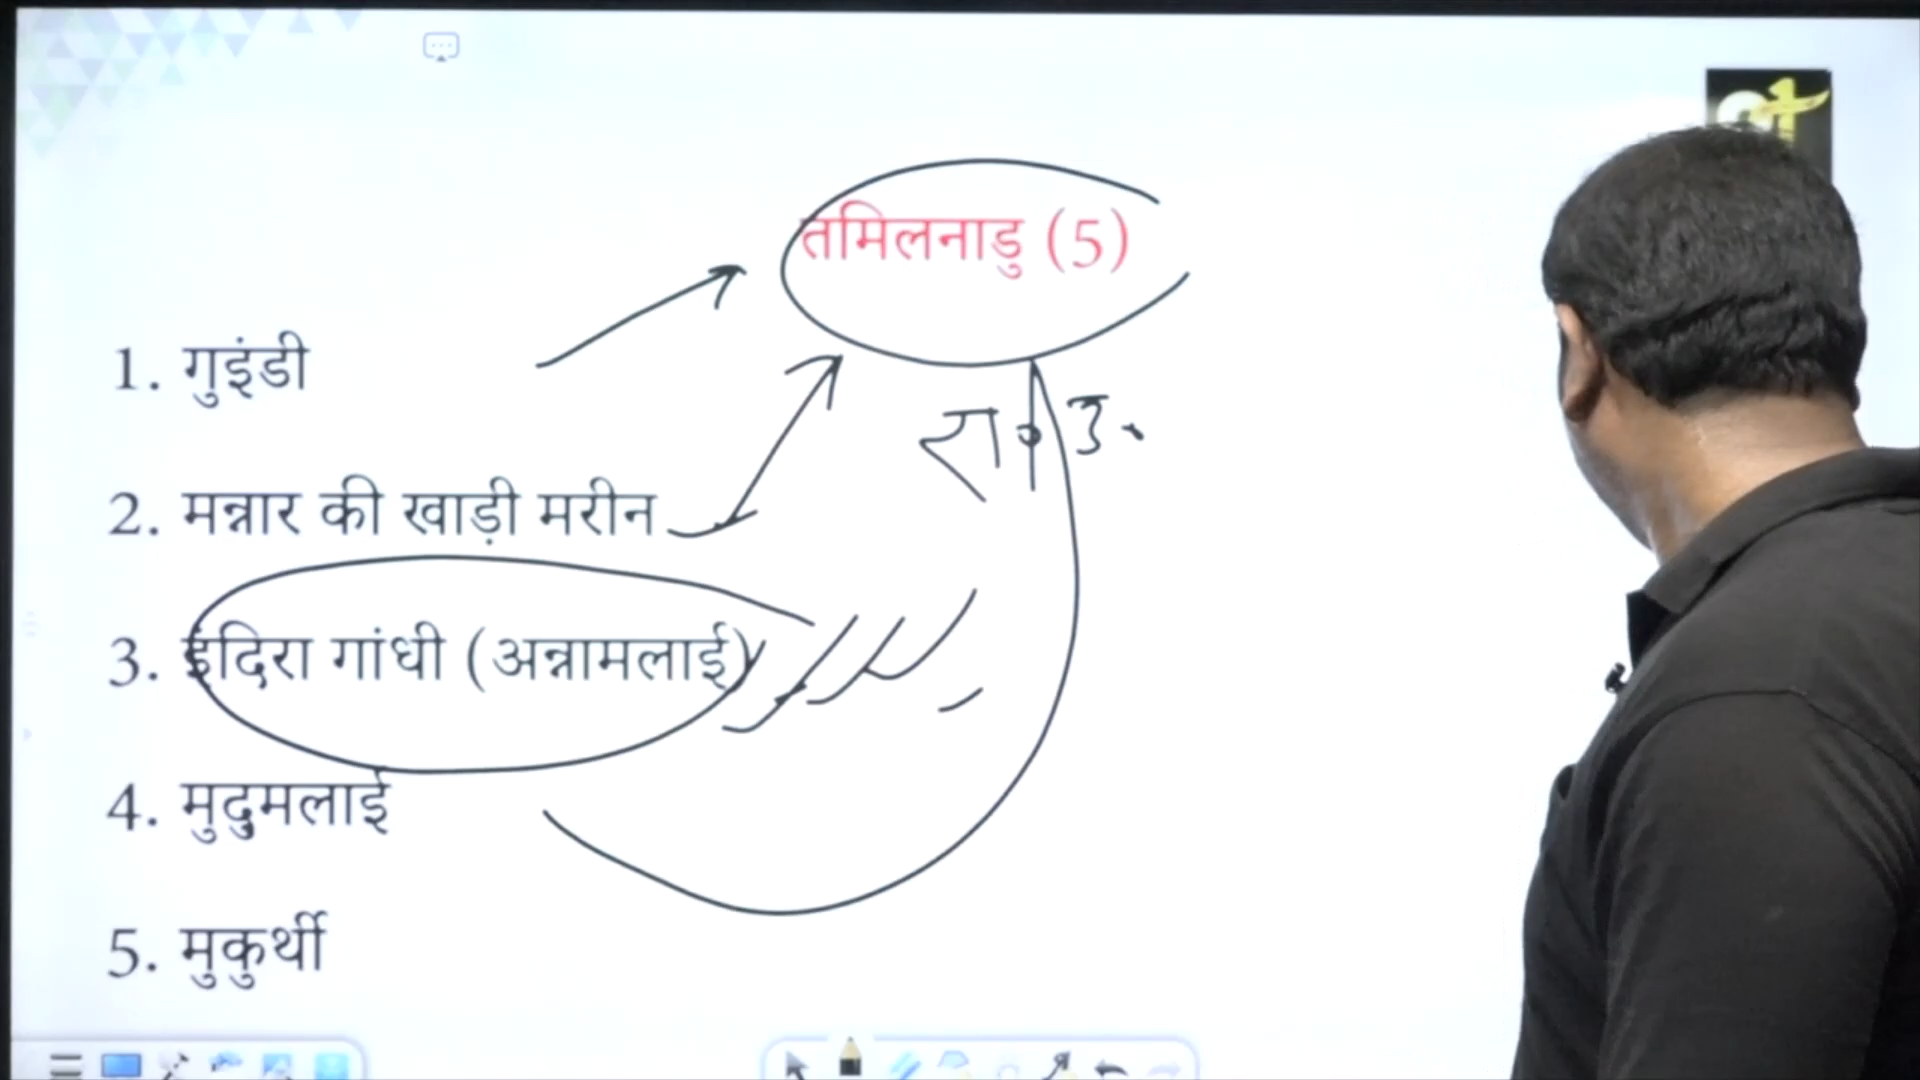 तमिलनाडु (5)
रा. उ.
1. गुइंडी
2. मन्नार की खाड़ी मरीन
3. इंदिरा गांधी (अन्नामलाई)
4. मुदुमलाई
5. मुकुर्थी